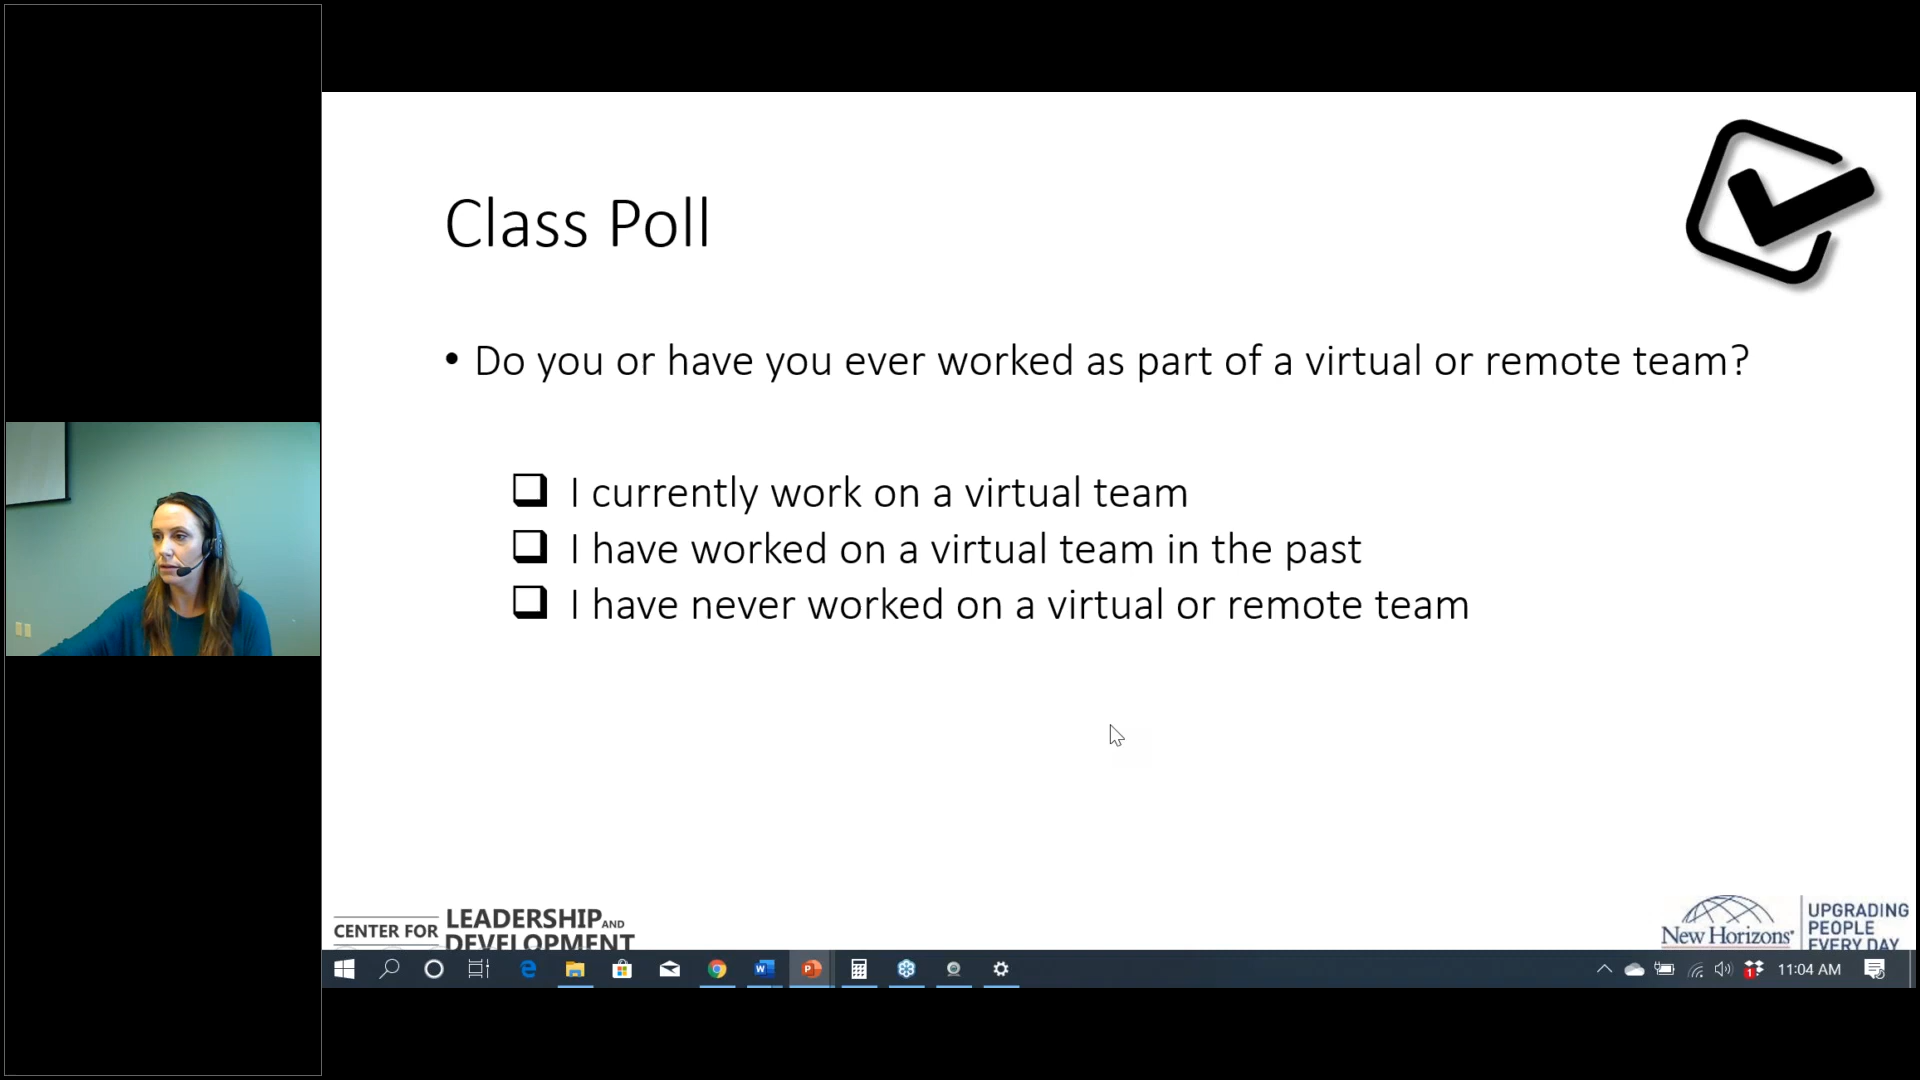 Class Poll
• Do you or have you ever worked as part of a virtual or remote team?
I currently work on a virtual team
I have worked on a virtual team in the past
I have never worked on a virtual or remote team
CENTER FOR LEADERSHIP AND DEVELOPMENT
New Horizons®
UPGRADING
PEOPLE
EVERY DAY
11:04 AM